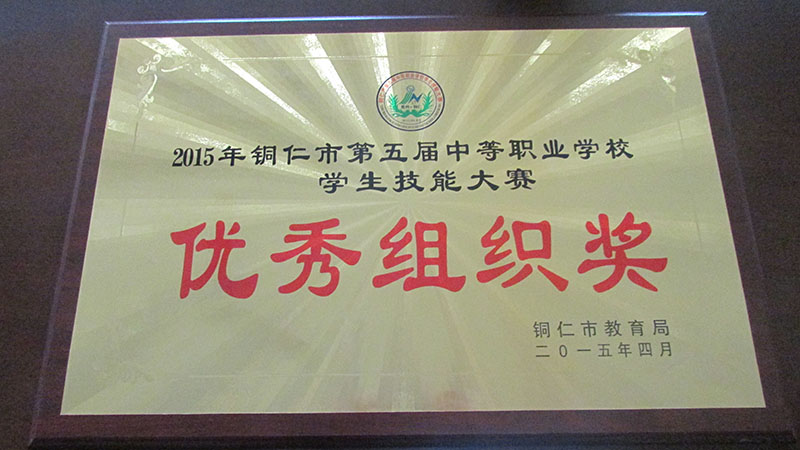 2015年铜仁市第五届中等职业学校
学生技能大赛
优秀组织奖
铜仁市教育局
二〇一五年四月